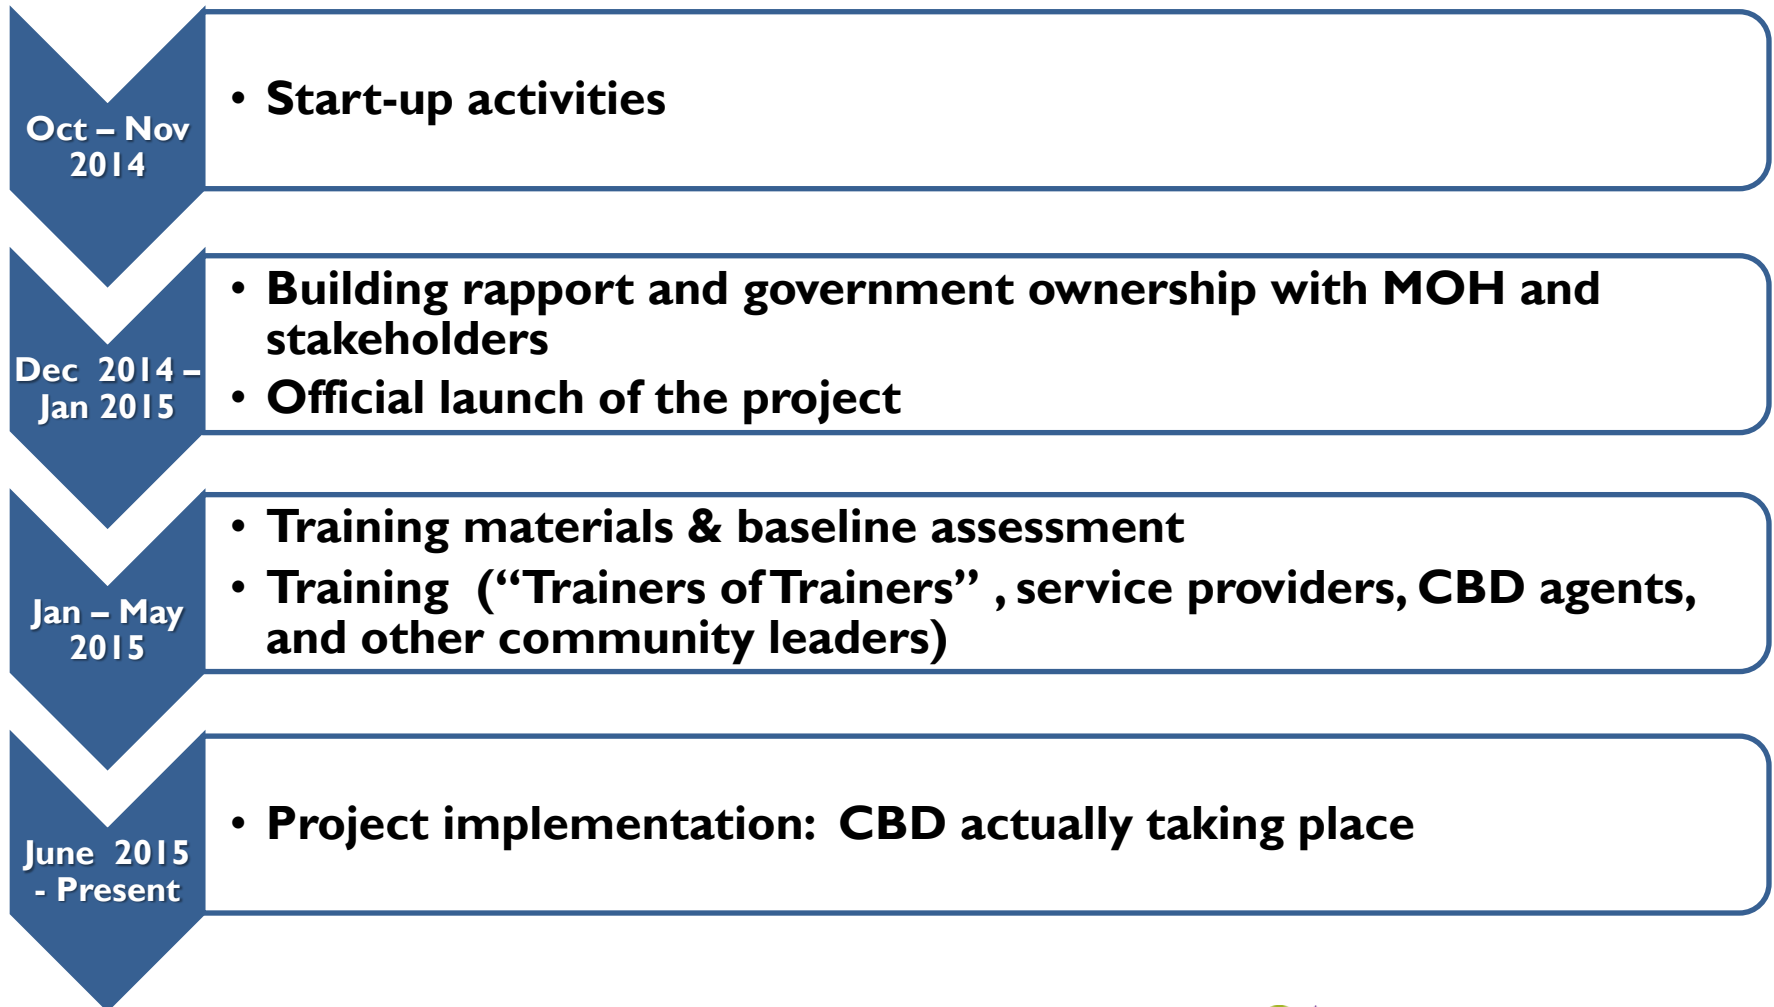 Oct – Nov
2014
• Start-up activities
Dec 2014 –
Jan 2015
• Building rapport and government ownership with MOH and
stakeholders
• Official launch of the project
Jan – May
2015
• Training materials & baseline assessment
• Training (“Trainers of Trainers” , service providers, CBD agents,
and other community leaders)
June 2015
- Present
• Project implementation: CBD actually taking place